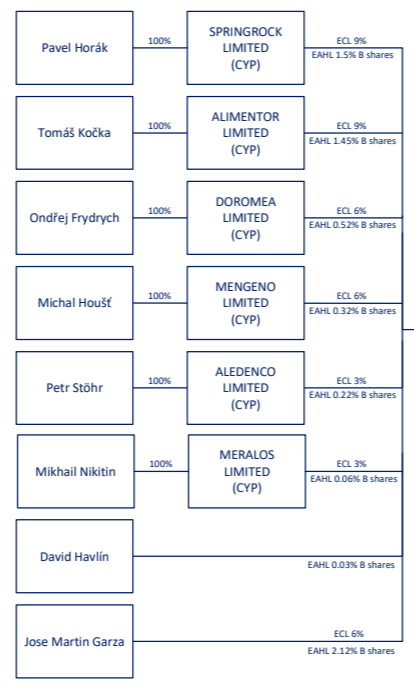 Pavel Horák
100%
SPRINGROCK
LIMITED
(CYP)
ECL 9%
EAHL 1.5% B shares
Tomáš Kočka
100%
ALIMENTOR
LIMITED
(CYP)
ECL 9%
EAHL 1.45% B shares
Ondřej Frydrych
100%
DOROMEA
LIMITED
(CYP)
ECL 6%
EAHL 0.52% B shares
Michal Houšť
100%
MENGENO
LIMITED
(CYP)
ECL 6%
EAHL 0.32% B shares
Petr Stöhr
100%
ALEDENCO
LIMITED
(CYP)
ECL 3%
EAHL 0.22% B shares
Mikhail Nikitin
100%
MERALOS
LIMITED
(CYP)
ECL 3%
EAHL 0.06% B shares
David Havlín
EAHL 0.03% B shares
Jose Martin Garza
ECL 6%
EAHL 2.12% B shares